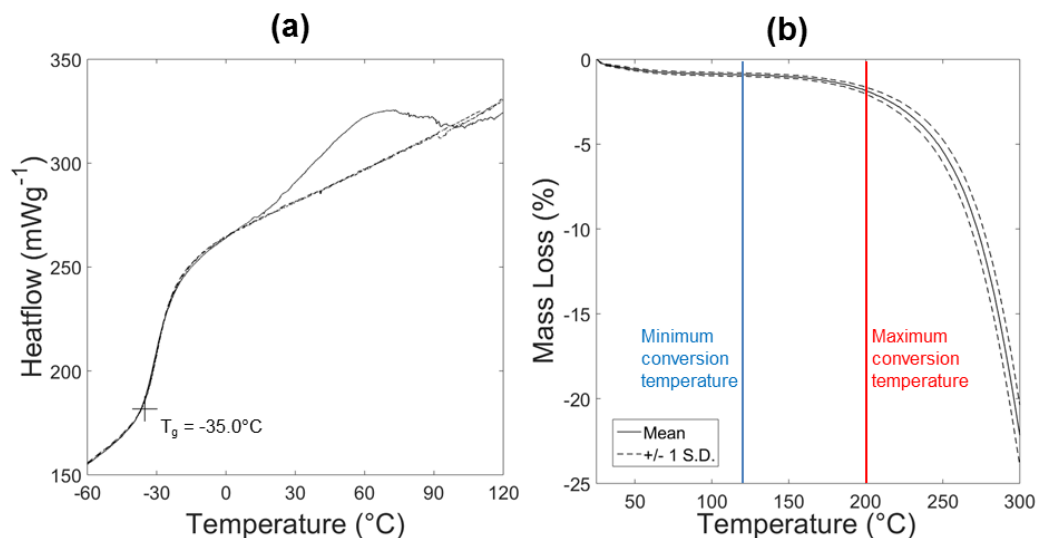 (a)
350
300
250
200
150
Heatflow (mWg⁻¹)
T_g = -35.0°C
-60 -30 0 30 60 90 120
Temperature (°C)
(b)
0
-5
-10
-15
-20
-25
Mass Loss (%)
Minimum
conversion
temperature
Maximum
conversion
temperature
Mean
+/- 1 S.D.
50 100 150 200 250 300
Temperature (°C)